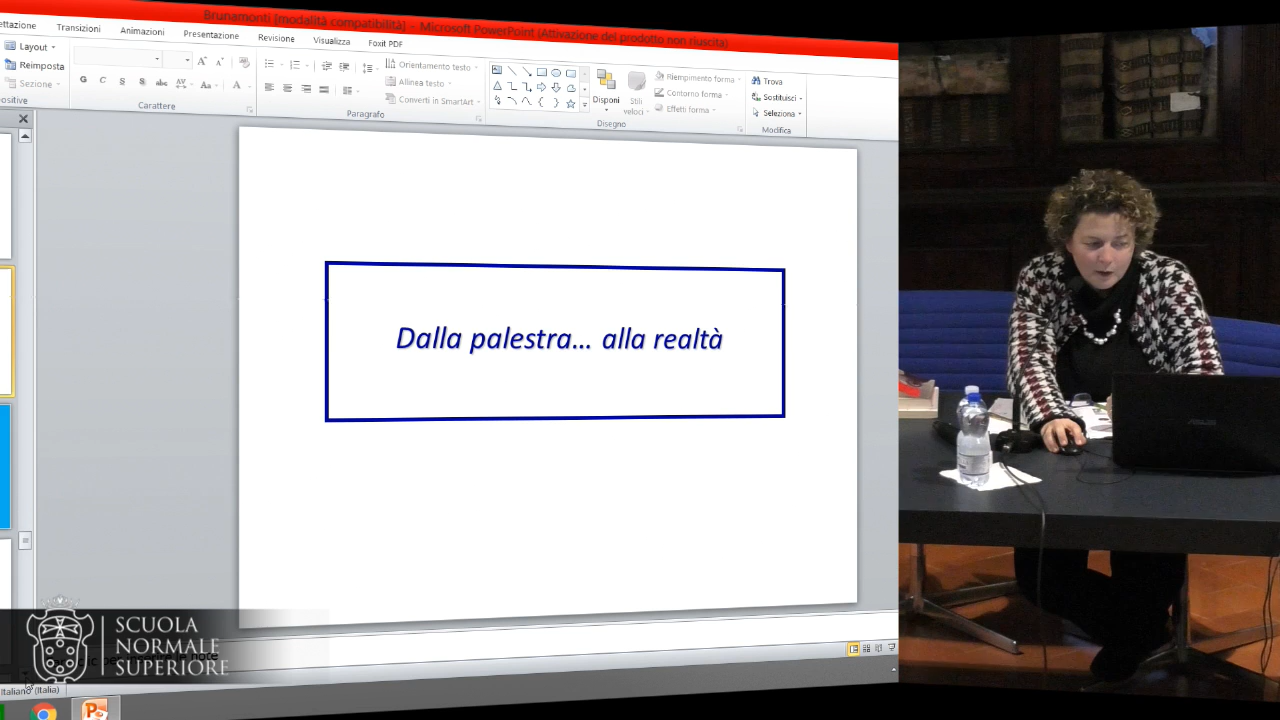 Brunamonti [modalità compatibilità] - Microsoft PowerPoint (Attivazione del prodotto non riuscita)
Transizioni Animazioni Presentazione Revisione Visualizza Foxit PDF
Layout
Reimposta
Sezione
Carattere
Orientamento testo
Allinea testo
Converti in SmartArt
Paragrafo
Disponi
Stili
veloci
Riempimento forma
Contorno forma
Effetti forma
Disegno
Trova
Sostituisci
Seleziona
Modifica
Dalla palestra... alla realtà
SCUOLA
NORMALE
SUPERIORE
Italiano (Italia)
ASUS